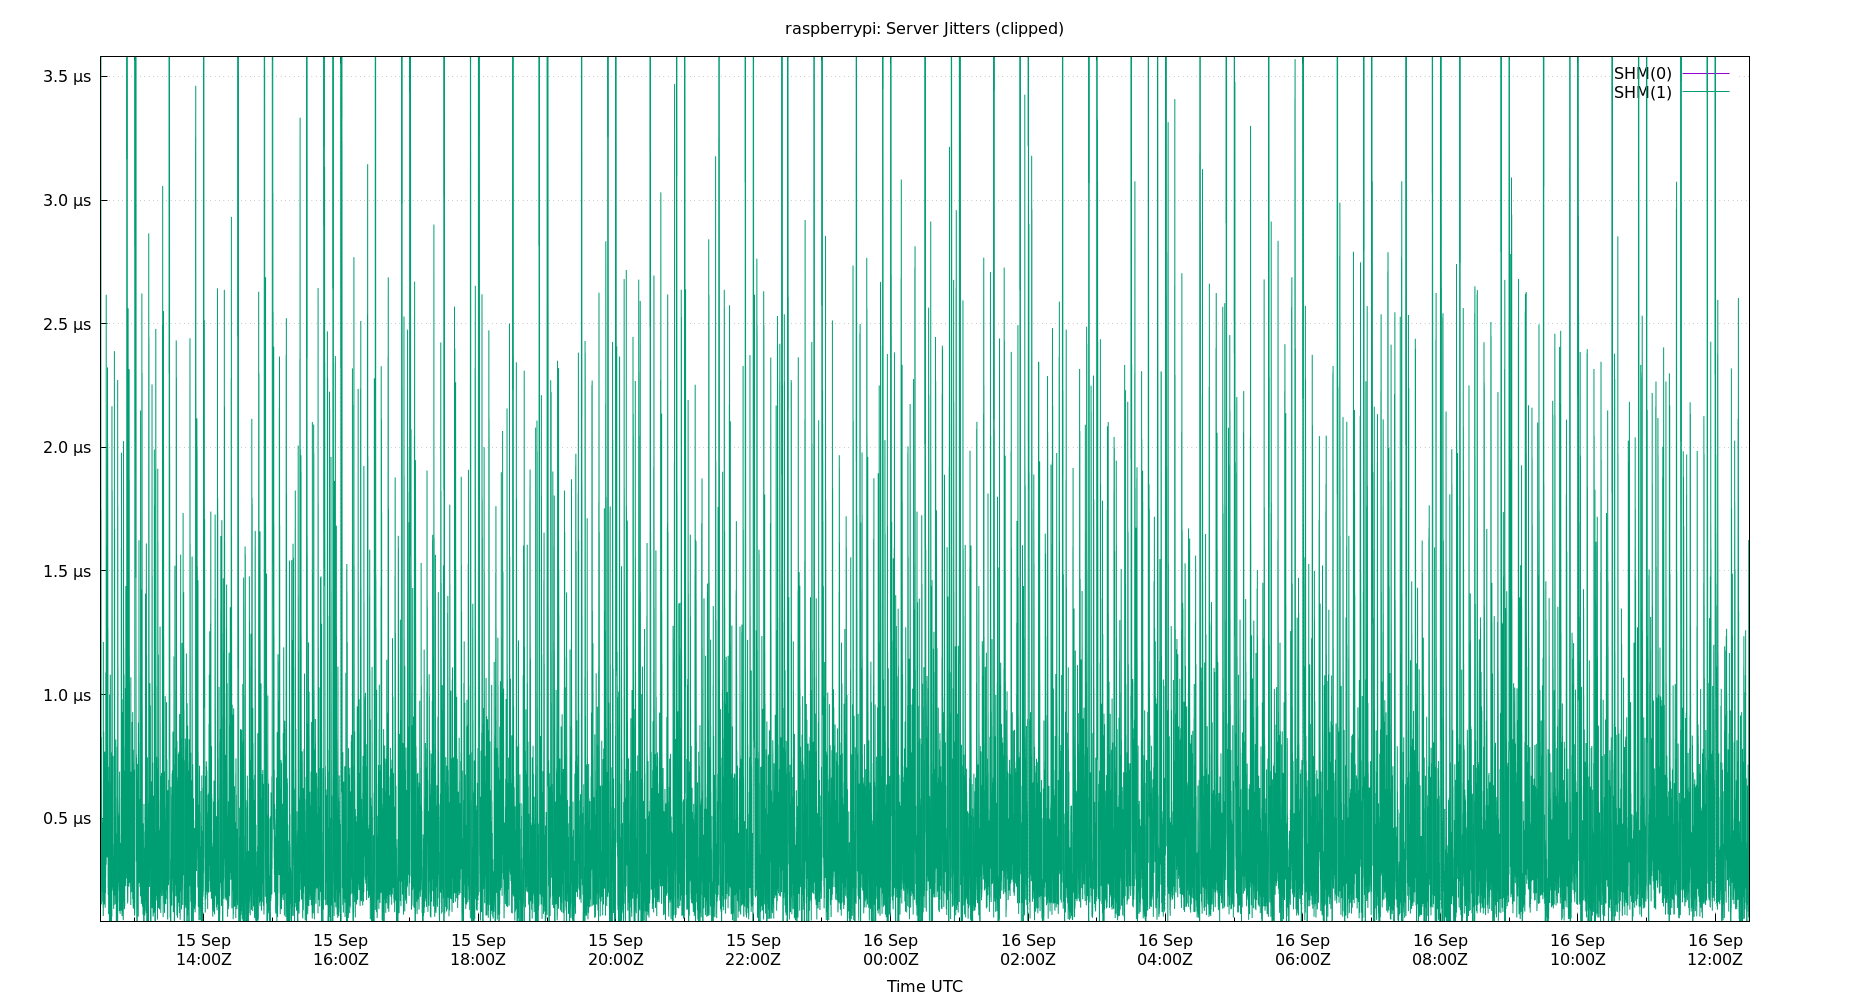 raspberrypi: Server Jitters (clipped)
3.5 µs
3.0 µs
2.5 µs
2.0 µs
1.5 µs
1.0 µs
0.5 µs
SHM(0)
SHM(1)
15 Sep 15 Sep 15 Sep 15 Sep 15 Sep 16 Sep 16 Sep 16 Sep 16 Sep 16 Sep 16 Sep 16 Sep
14:00Z 16:00Z 18:00Z 20:00Z 22:00Z 00:00Z 02:00Z 04:00Z 06:00Z 08:00Z 10:00Z 12:00Z
Time UTC